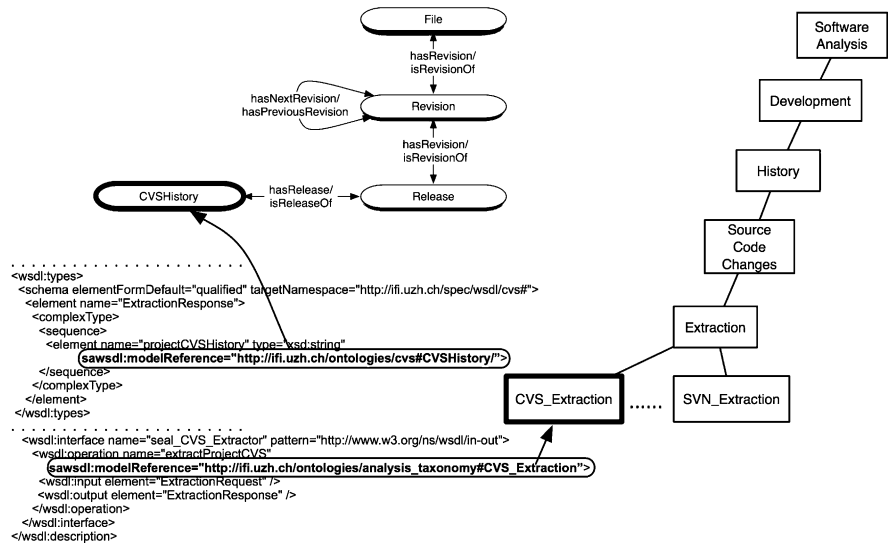 File
hasRevision/
isRevisionOf
hasNextRevision/
hasPreviousRevision
Revision
hasRevision/
isRevisionOf
CVSHistory
hasRelease/
isReleaseOf
Release
Software
Analysis
Development
History
Source
Code
Changes
Extraction
CVS_Extraction
......
SVN_Extraction
. . . . . . . . . . . . . . . . . . . . . . . . . .
<wsdl:types>
<schema elementFormDefault="qualified" targetNamespace="http://ifi.uzh.ch/spec/wsdl/cvs#">
<element name="ExtractionResponse">
<complexType>
<sequence>
<element name="projectCVSHistory" type="xsd:string"
sawsdl:modelReference="http://ifi.uzh.ch/ontologies/cvs#CVSHistory/”>
</sequence>
</complexType>
</element>
</wsdl:types>
. . . . . . . . . . . . . . . . . . . . . . . . . .
<wsdl:interface name="seal_CVS_Extractor" pattern="http://www.w3.org/ns/wsdl/in-out">
<wsdl:operation name="extractProjectCVS"
sawsdl:modelReference="http://ifi.uzh.ch/ontologies/analysis_taxonomy#CVS_Extraction”>
<wsdl:input element="ExtractionRequest" />
<wsdl:output element="ExtractionResponse" />
</wsdl:operation>
</wsdl:interface>
</wsdl:description>